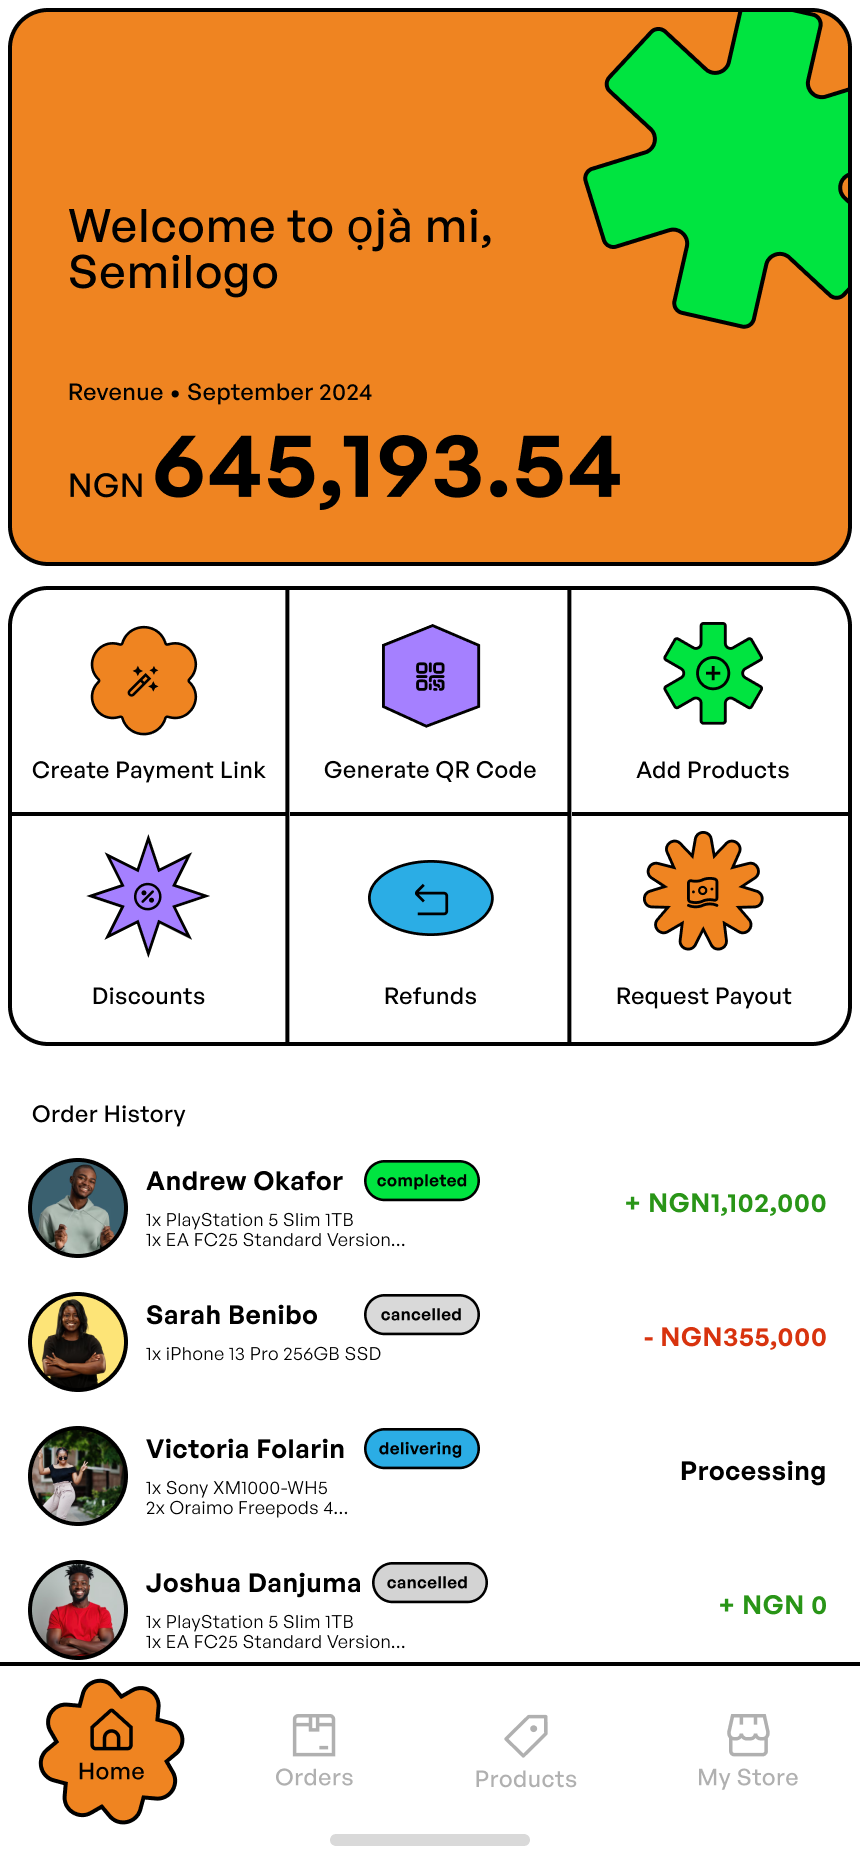 Welcome to ọjà mi,
Semilogo
Revenue • September 2024
NGN 645,193.54
Create Payment Link
Generate QR Code
Add Products
Discounts
Refunds
Request Payout
Order History
Andrew Okafor completed
1x PlayStation 5 Slim 1TB
1x EA FC25 Standard Version...
+ NGN1,102,000
Sarah Benibo cancelled
1x iPhone 13 Pro 256GB SSD
- NGN355,000
Victoria Folarin delivering
1x Sony XM1000-WH5
2x Oraimo Freepods 4...
Processing
Joshua Danjuma cancelled
1x PlayStation 5 Slim 1TB
1x EA FC25 Standard Version...
+ NGN 0
Home
Orders
Products
My Store